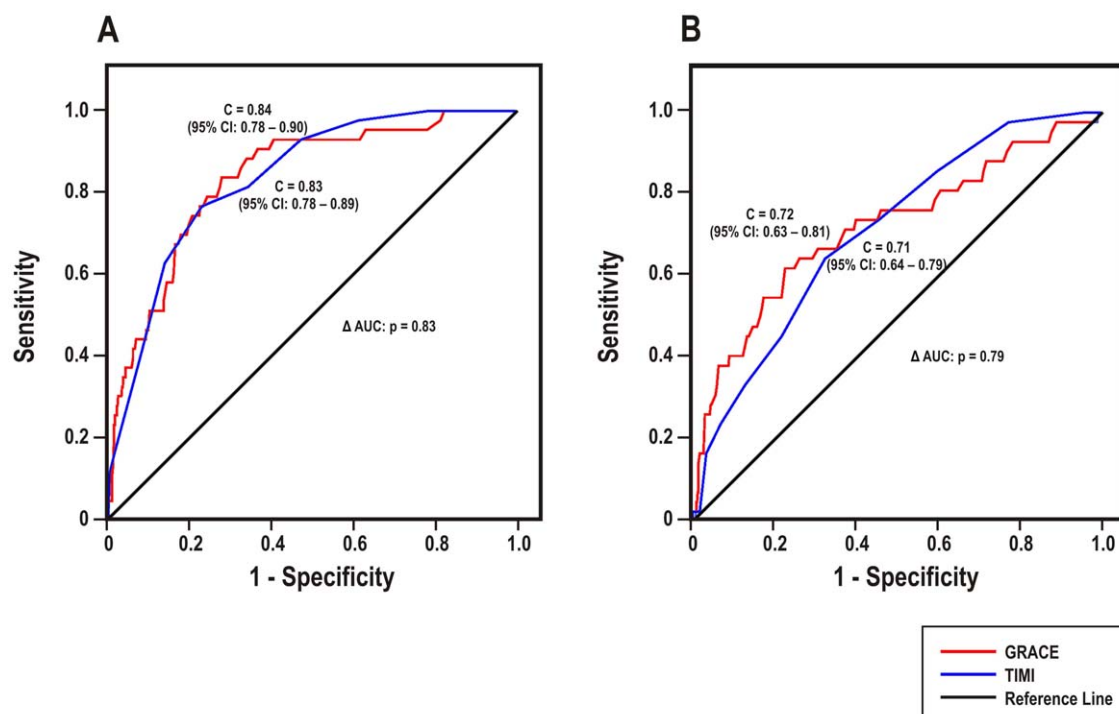 A
C = 0.84
(95% CI: 0.78 – 0.90)
C = 0.83
(95% CI: 0.78 – 0.89)
Δ AUC: p = 0.83
Sensitivity
1.0
0.8
0.6
0.4
0.2
0
0 0.2 0.4 0.6 0.8 1.0
1 - Specificity
B
C = 0.72
(95% CI: 0.63 – 0.81)
C = 0.71
(95% CI: 0.64 – 0.79)
Δ AUC: p = 0.79
Sensitivity
1.0
0.8
0.6
0.4
0.2
0
0 0.2 0.4 0.6 0.8 1.0
1 - Specificity
GRACE
TIMI
Reference Line